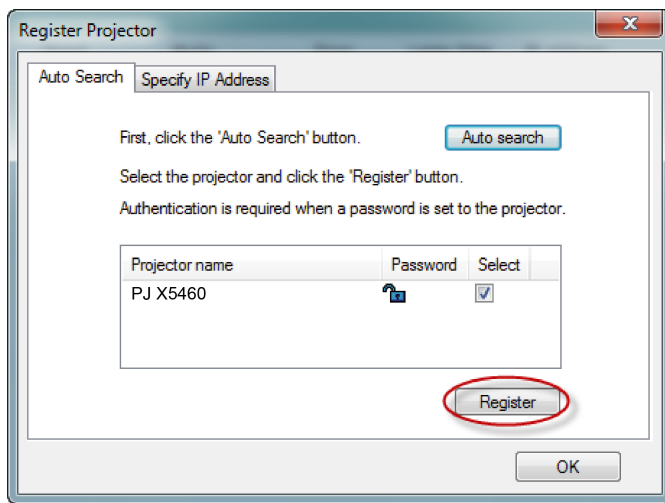 Register Projector
Auto Search Specify IP Address
First, click the 'Auto Search' button. Auto search
Select the projector and click the 'Register' button.
Authentication is required when a password is set to the projector.
Projector name Password Select
PJ X5460
Register
OK